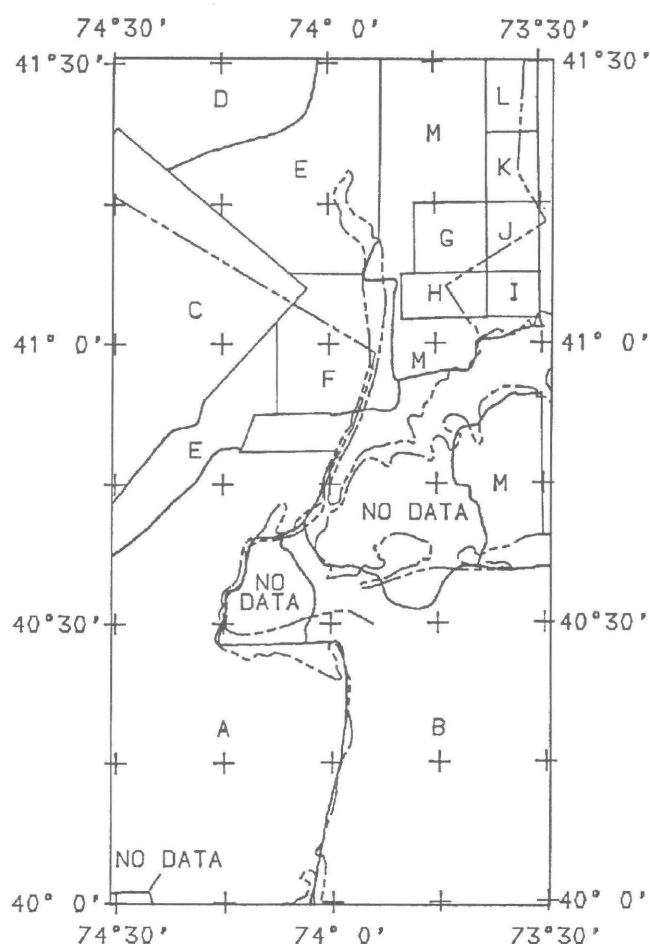 74°30' 74° 0' 73°30'
41°30' 41°30'
D L
M
E K
G J
C H I
41° 0' 41° 0'
F M
E
M
NO DATA
NO
DATA
40°30' 40°30'
A B
NO DATA
40° 0' 40° 0'
74°30' 74° 0' 73°30'